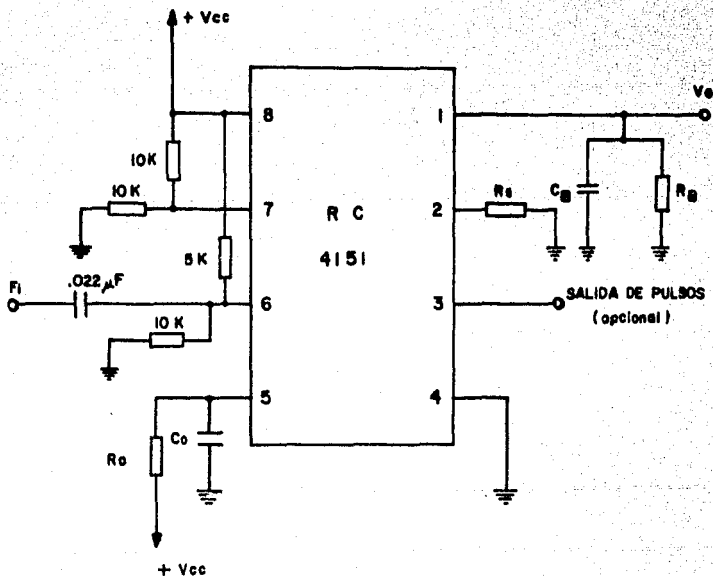 + Vcc
8
1
Vo
10K
10K
7
R C
4151
2
Rs
CB
RB
5K
.022 µF
Fi
6
3
SALIDA DE PULSOS
(opcional)
10 K
5
4
Ro
Co
+ Vcc